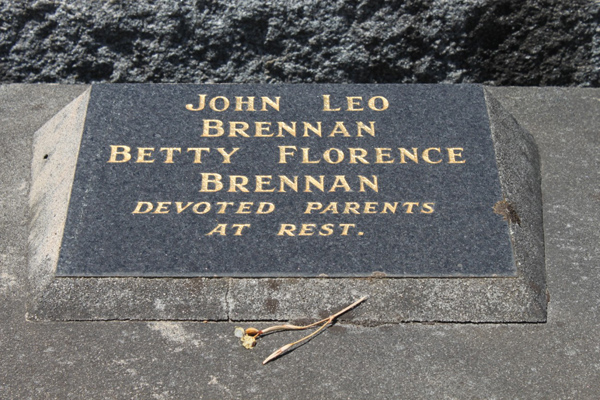 JOHN LEO
BRENNAN
BETTY FLORENCE
BRENNAN
DEVOTED PARENTS
AT REST.